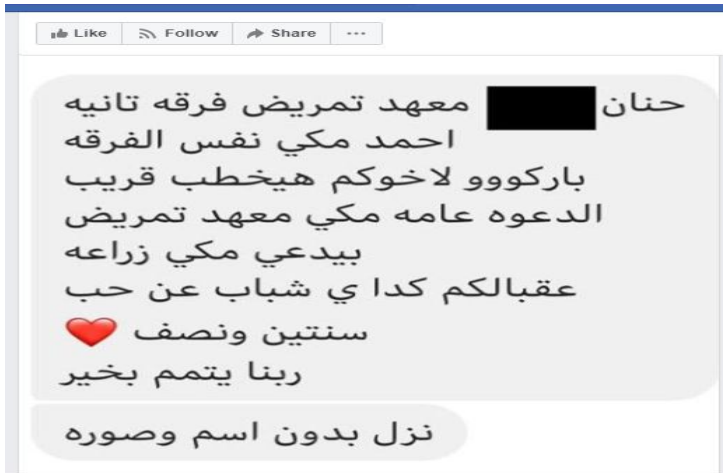 Like Follow Share ...
حنان معهد تمريض فرقه تانيه
احمد مكي نفس الفرقه
باركووو لاخوكم هيخطب قريب
الدعوه عامه مكي معهد تمريض
بيدعي مكي زراعه
عقبالكم كدا ي شباب عن حب
سنتين ونصف ❤️
ربنا يتمم بخير
نزل بدون اسم وصوره